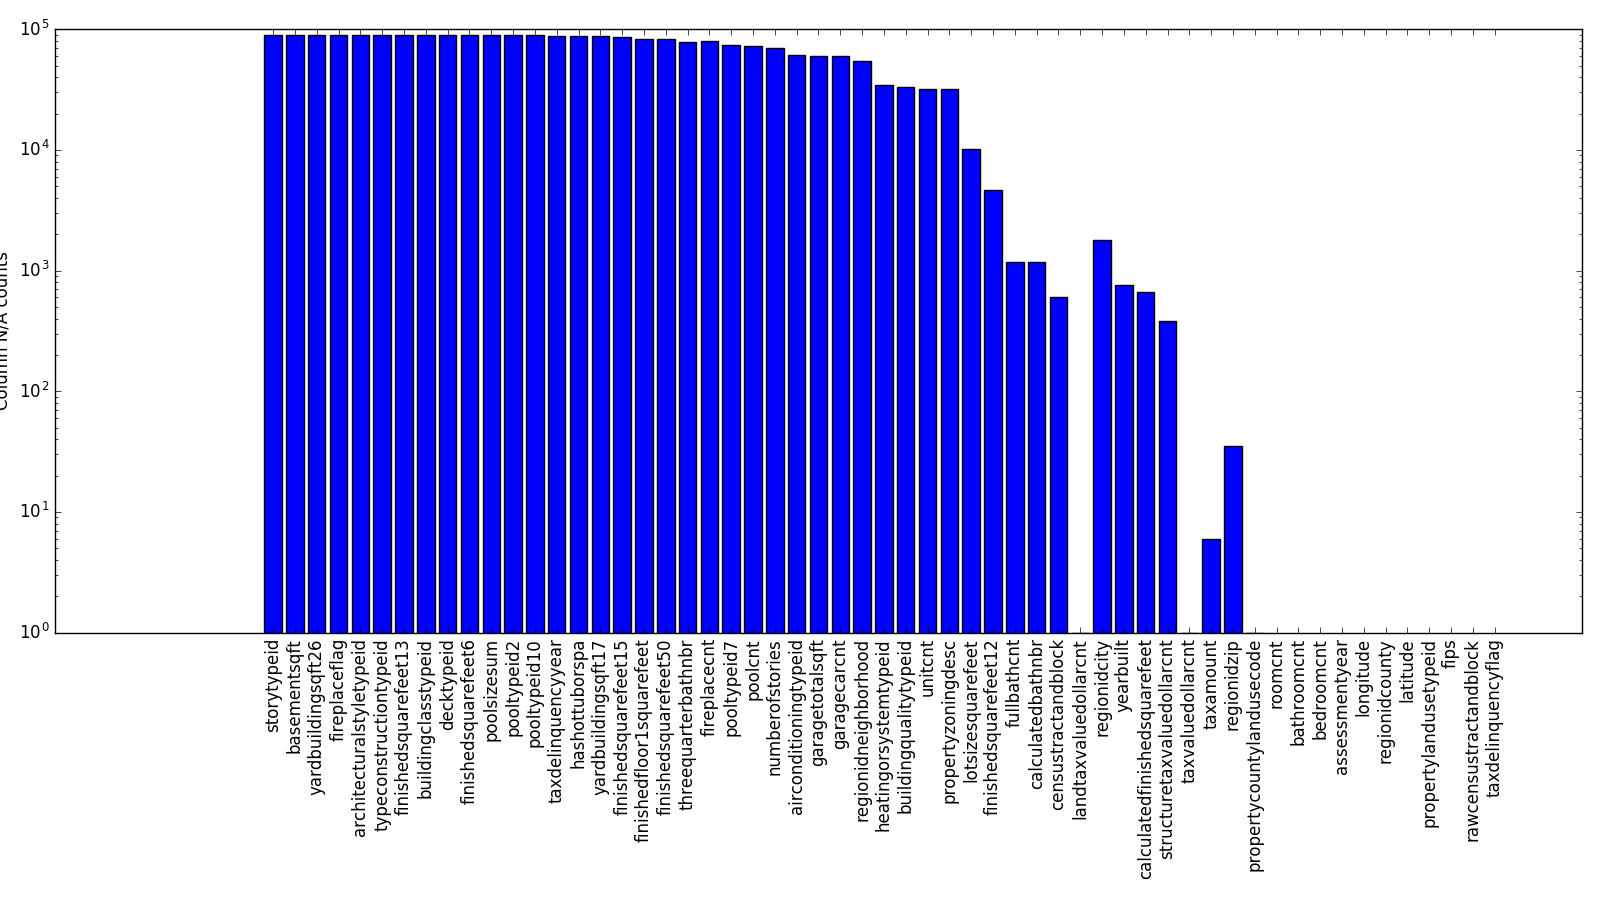 10^5
10^4
10^3
10^2
10^1
10^0
Column N/A counts
storytypeid
basementsqft
yardbuildingsqft26
fireplaceflag
architecturalstyletypeid
typeconstructiontypeid
finishedsquarefeet13
buildingclasstypeid
decktypeid
finishedsquarefeet6
poolsizesum
pooltypeid2
pooltypeid10
taxdelinquencyyear
hashottuborspa
yardbuildingsqft17
finishedsquarefeet15
finishedfloor1squarefeet
finishedsquarefeet50
threequarterbathnbr
fireplacecnt
pooltypeid7
poolcnt
numberofstories
airconditioningtypeid
garagetotalsqft
garagecarcnt
regionidneighborhood
heatingorsystemtypeid
buildingqualitytypeid
unitcnt
propertyzoningdesc
lotsizesquarefeet
finishedsquarefeet12
fullbathcnt
calculatedbathnbr
censustractandblock
landtaxvaluedollarcnt
regionidcity
yearbuilt
calculatedfinishedsquarefeet
structuretaxvaluedollarcnt
taxvaluedollarcnt
taxamount
regionidzip
propertycountylandusecode
roomcnt
bathroomcnt
bedroomcnt
assessmentyear
longitude
regionidcounty
latitude
propertylandusetypeid
fips
rawcensustractandblock
taxdelinquencyflag